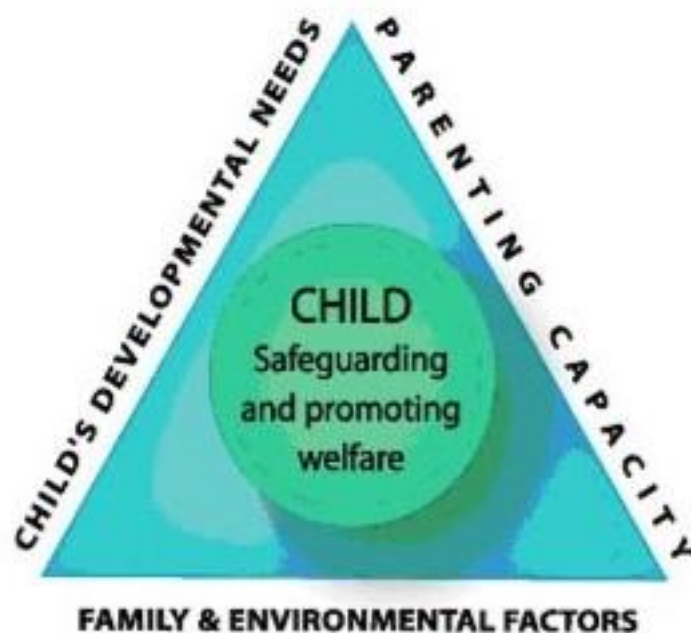 CHILD'S DEVELOPMENTAL NEEDS
PARENTING CAPACITY
CHILD
Safeguarding
and promoting
welfare
FAMILY & ENVIRONMENTAL FACTORS